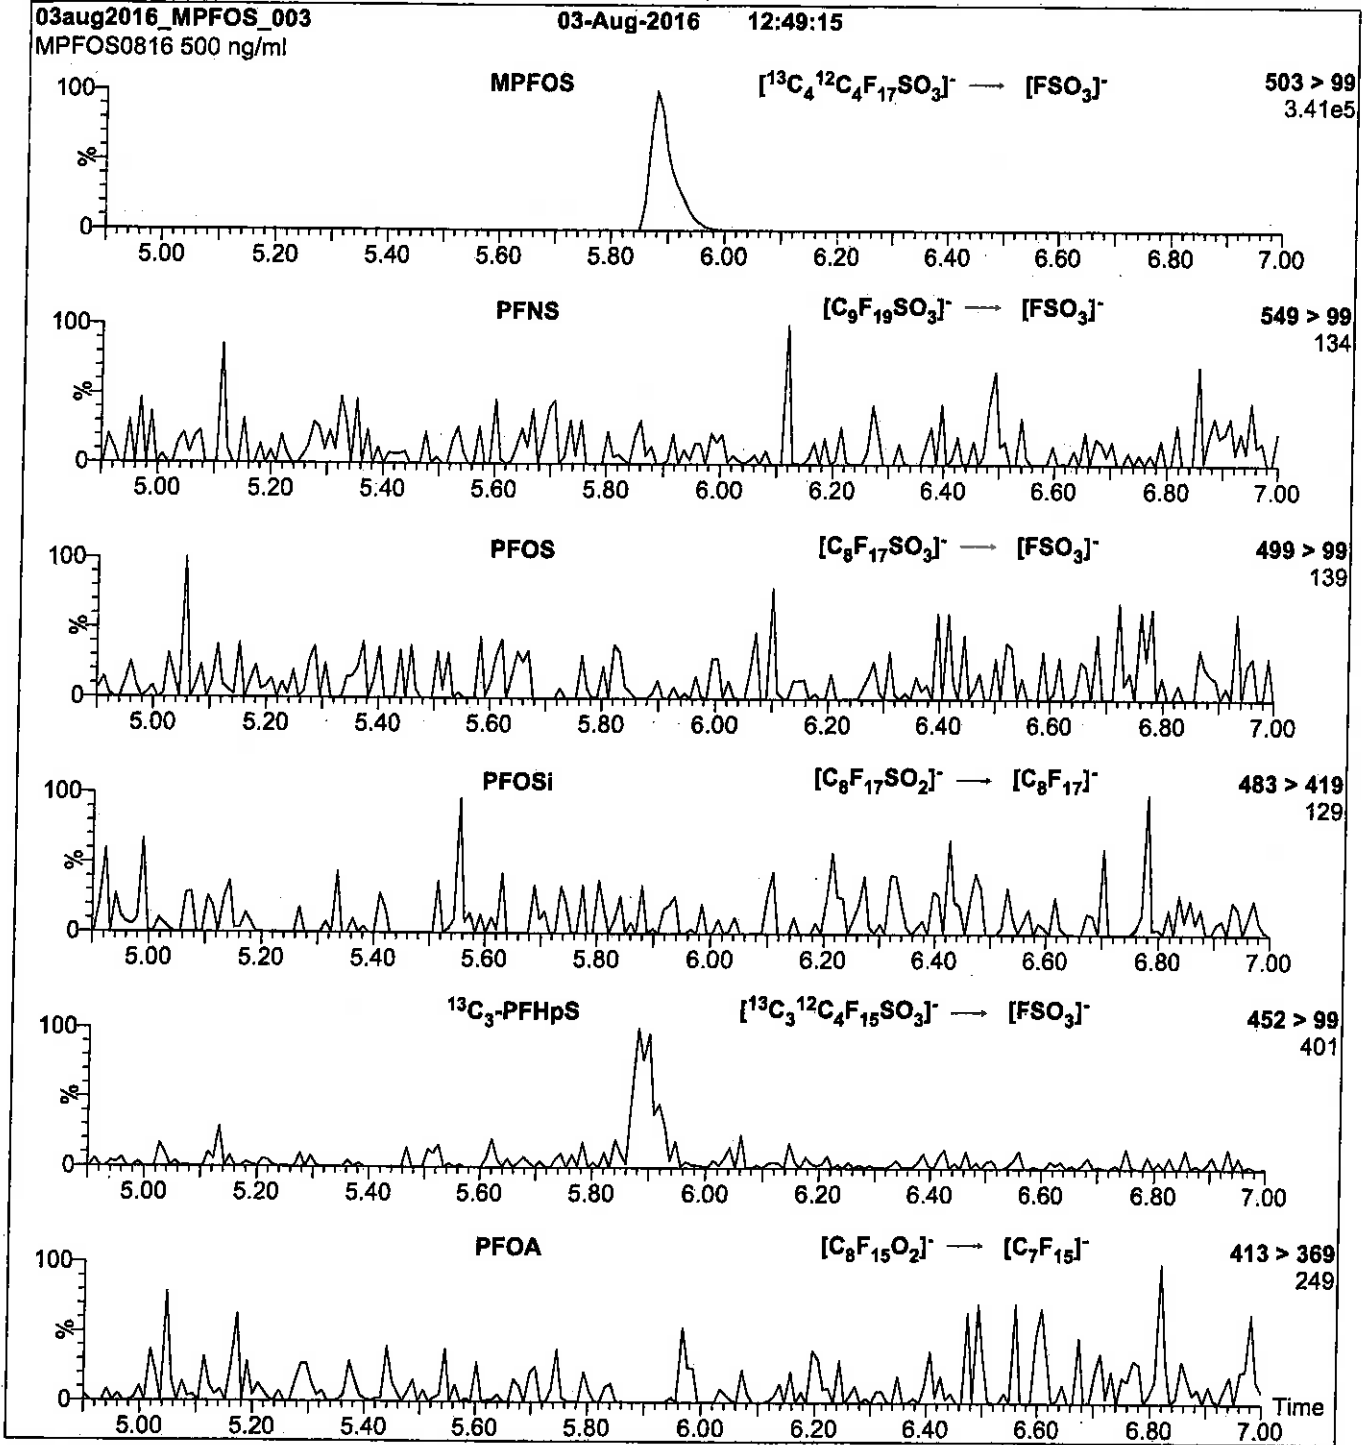 03aug2016_MPFOS_003 03-Aug-2016 12:49:15
MPFOS0816 500 ng/ml
MPFOS [¹³C₄¹²C₄F₁₇SO₃]⁻ → [FSO₃]⁻ 503 > 99
3.41e5
100
%
0
5.00 5.20 5.40 5.60 5.80 6.00 6.20 6.40 6.60 6.80 7.00
PFNS [C₉F₁₉SO₃]⁻ → [FSO₃]⁻ 549 > 99
134
100
%
0
5.00 5.20 5.40 5.60 5.80 6.00 6.20 6.40 6.60 6.80 7.00
PFOS [C₈F₁₇SO₃]⁻ → [FSO₃]⁻ 499 > 99
139
100
%
0
5.00 5.20 5.40 5.60 5.80 6.00 6.20 6.40 6.60 6.80 7.00
PFOSi [C₈F₁₇SO₂]⁻ → [C₈F₁₇]⁻ 483 > 419
129
100
%
0
5.00 5.20 5.40 5.60 5.80 6.00 6.20 6.40 6.60 6.80 7.00
¹³C₃-PFHpS [¹³C₃¹²C₄F₁₅SO₃]⁻ → [FSO₃]⁻ 452 > 99
401
100
%
0
5.00 5.20 5.40 5.60 5.80 6.00 6.20 6.40 6.60 6.80 7.00
PFOA [C₈F₁₅O₂]⁻ → [C₇F₁₅]⁻ 413 > 369
249
100
%
0
Time
5.00 5.20 5.40 5.60 5.80 6.00 6.20 6.40 6.60 6.80 7.00